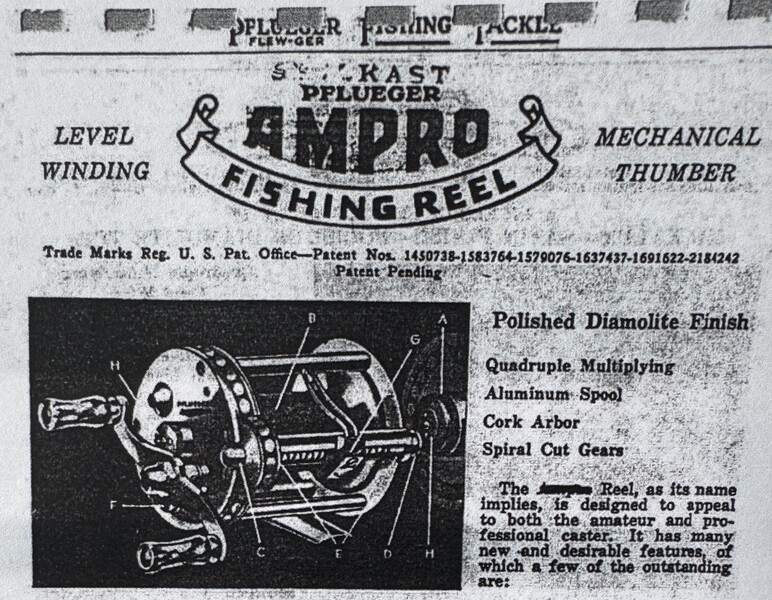 PFLUEGER FISHING TACKLE
FLEW-GER
KAST
PFLUEGER
AMPRO
FISHING REEL
LEVEL
WINDING
MECHANICAL
THUMBER
Trade Marks Reg. U. S. Pat. Office—Patent Nos. 1450738-1583764-1579076-1637437-1691622-2184242
Patent Pending
B
A
G
H
PFLUEGER
F
C
E
D
H
Polished Diamolite Finish
Quadruple Multiplying
Aluminum Spool
Cork Arbor
Spiral Cut Gears
The Reel, as its name
implies, is designed to appeal
to both the amateur and pro-
fessional caster. It has many
new and desirable features, of
which a few of the outstanding
are: